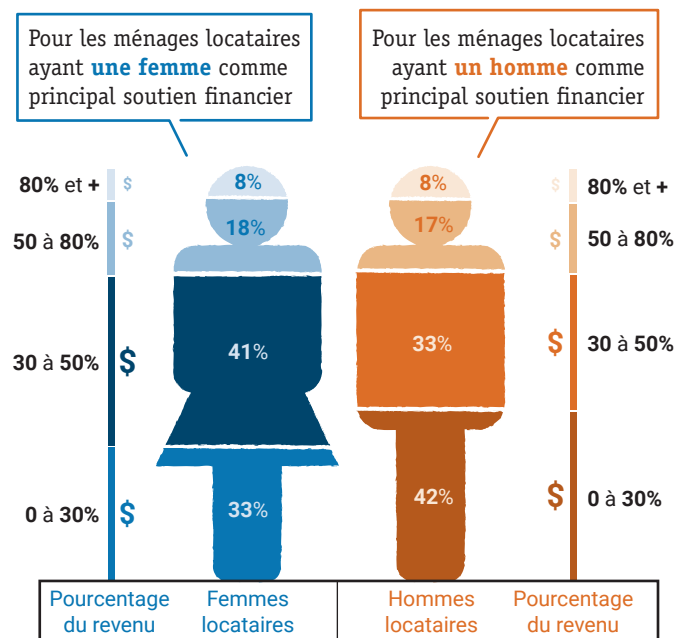 Pour les ménages locataires
ayant une femme comme
principal soutien financier
Pour les ménages locataires
ayant un homme comme
principal soutien financier
80% et + $ 8% 8% $ 80% et +
50 à 80% $ 18% 17% $ 50 à 80%
30 à 50% $ 41% 33% $ 30 à 50%
0 à 30% $ 33% 42% $ 0 à 30%
Pourcentage Femmes Hommes Pourcentage
du revenu locataires locataires du revenu